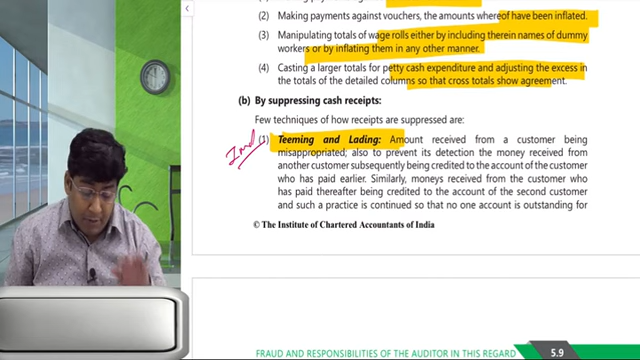 (2) Making payments against vouchers, the amounts whereof have been inflated.
(3) Manipulating totals of wage rolls either by including therein names of dummy
workers or by inflating them in any other manner.
(4) Casting a larger totals for petty cash expenditure and adjusting the excess in
the totals of the detailed columns so that cross totals show agreement.
(b) By suppressing cash receipts:
Few techniques of how receipts are suppressed are:
Imd (1) Teeming and Lading: Amount received from a customer being
misappropriated; also to prevent its detection the money received from
another customer subsequently being credited to the account of the customer
who has paid earlier. Similarly, moneys received from the customer who
has paid thereafter being credited to the account of the second customer
and such a practice is continued so that no one account is outstanding for
© The Institute of Chartered Accountants of India
FRAUD AND RESPONSIBILITIES OF THE AUDITOR IN THIS REGARD 5.9